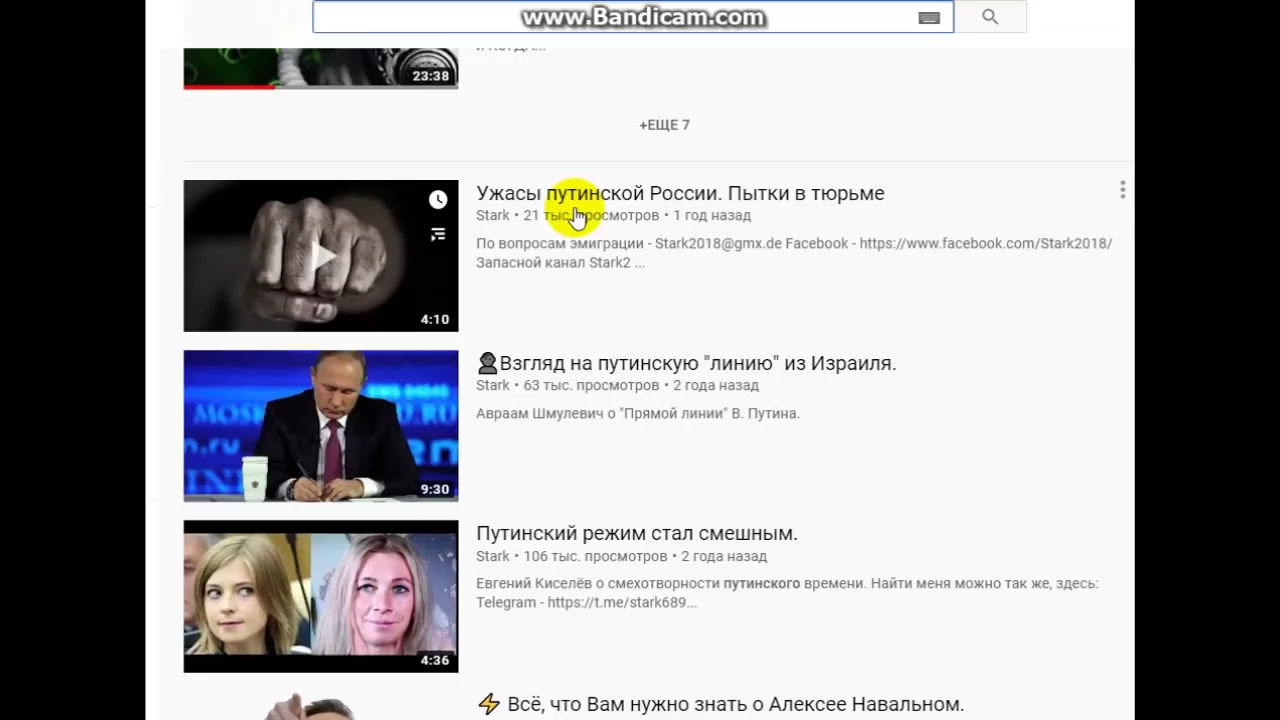 www.Bandicam.com
23:38
+ЕЩЕ 7
Ужасы путинской России. Пытки в тюрьме
Stark • 21 тыс. просмотров • 1 год назад
По вопросам эмиграции - Stark2018@gmx.de Facebook - https://www.facebook.com/Stark2018/
Запасной канал Stark2 ...
4:10
Взгляд на путинскую "линию" из Израиля.
Stark • 63 тыс. просмотров • 2 года назад
Авраам Шмулевич о "Прямой линии" В. Путина.
9:30
Путинский режим стал смешным.
Stark • 106 тыс. просмотров • 2 года назад
Евгений Киселёв о смехотворности путинского времени. Найти меня можно так же, здесь:
Telegram - https://t.me/stark689...
4:36
⚡ Всё, что Вам нужно знать о Алексее Навальном.